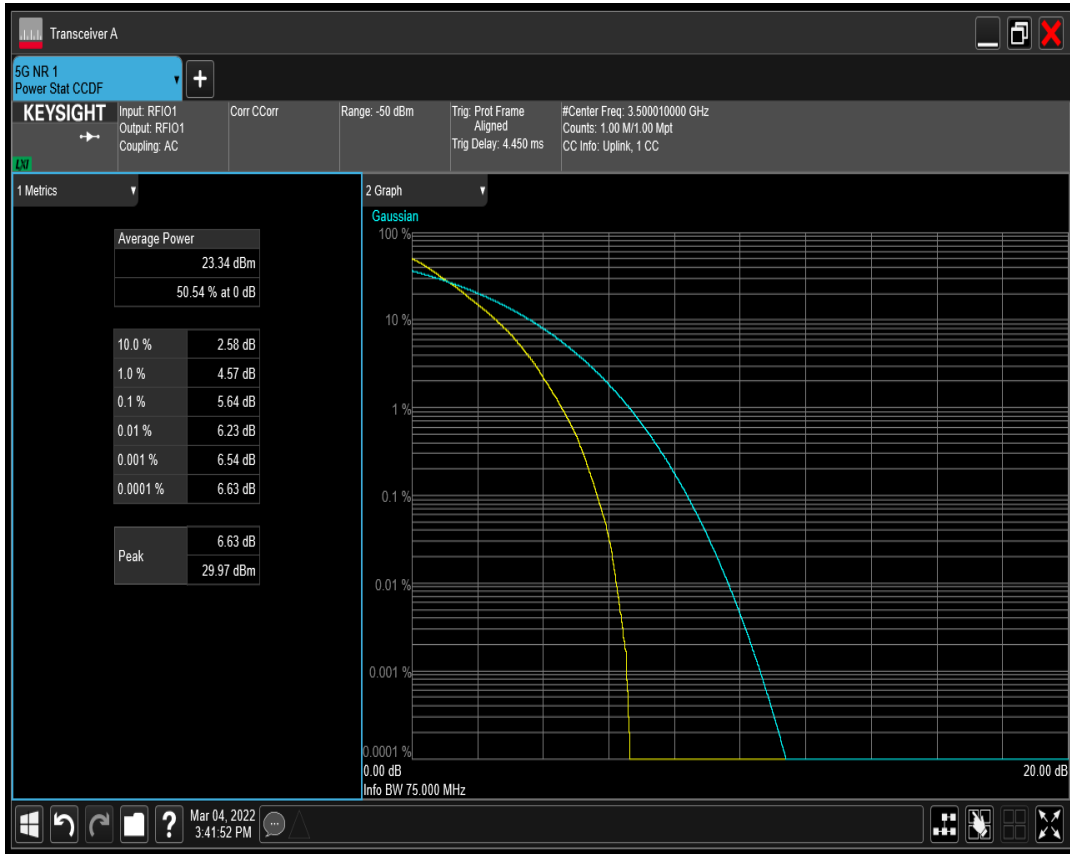 Transceiver A
5G NR 1
Power Stat CCDF
+
KEYSIGHT
LXI
Input: RFIO1
Output: RFIO1
Coupling: AC
Corr CCorr
Range: -50 dBm
Trig: Prot Frame
Aligned
Trig Delay: 4.450 ms
#Center Freq: 3.500010000 GHz
Counts: 1.00 M/1.00 Mpt
CC Info: Uplink, 1 CC
1 Metrics
Average Power
23.34 dBm
50.54 % at 0 dB
10.0 % 2.58 dB
1.0 % 4.57 dB
0.1 % 5.64 dB
0.01 % 6.23 dB
0.001 % 6.54 dB
0.0001 % 6.63 dB
Peak
6.63 dB
29.97 dBm
2 Graph
Gaussian
100 %
10 %
1 %
0.1 %
0.01 %
0.001 %
0.0001 %
0.00 dB 20.00 dB
Info BW 75.000 MHz
?
Mar 04, 2022
3:41:52 PM